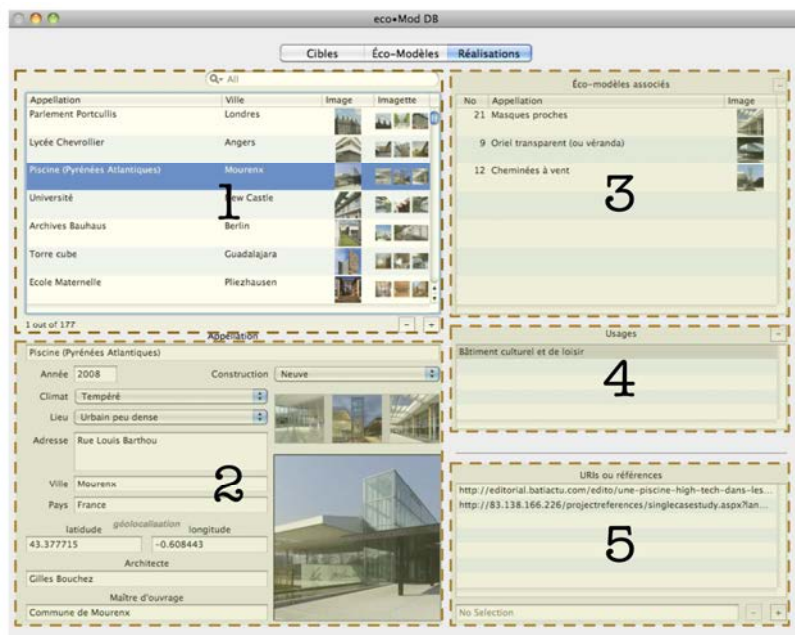 eco•Mod DB
Cibles Éco-Modèles Réalisations
All
Appellation Ville Image Imagette
Parlement Portcullis Londres
Lycée Chevrollier Angers
Piscine (Pyrénées Atlantiques) Mourenx
Université New Castle
Archives Bauhaus Berlin
Torre cube Guadalajara
Ecole Maternelle Pliezhausen
1
1 out of 177
Appellation
Piscine (Pyrénées Atlantiques)
Année 2008 Construction Neuve
Climat Tempéré
Lieu Urbain peu dense
Adresse Rue Louis Barthou
Ville Mourenx
Pays France
2
géolocalisation
latidude longitude
43.377715 -0.608443
Architecte
Gilles Bouchez
Maître d'ouvrage
Commune de Mourenx
Éco-modèles associés
No Appellation Image
21 Masques proches
9 Oriel transparent (ou véranda)
12 Cheminées à vent
3
Usages
Bâtiment culturel et de loisir
4
URIs ou références
http://editorial.batiactu.com/edito/une-piscine-high-tech-dans-les...
http://83.138.166.226/projectreferences/singlecasestudy.aspx?lan...
5
No Selection